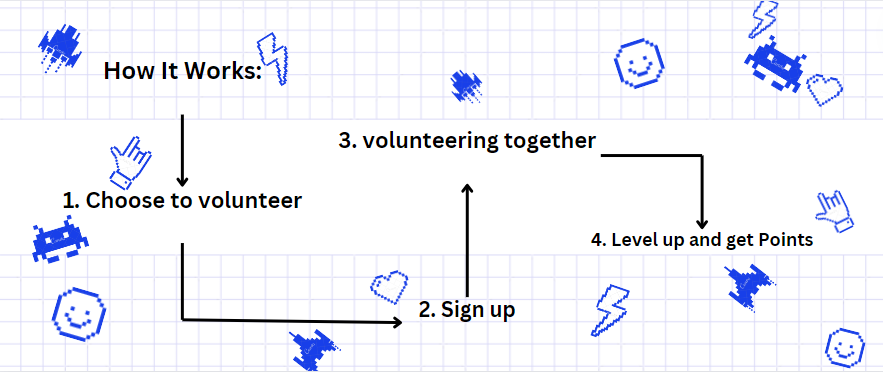 How It Works:
1. Choose to volunteer
2. Sign up
3. volunteering together
4. Level up and get Points